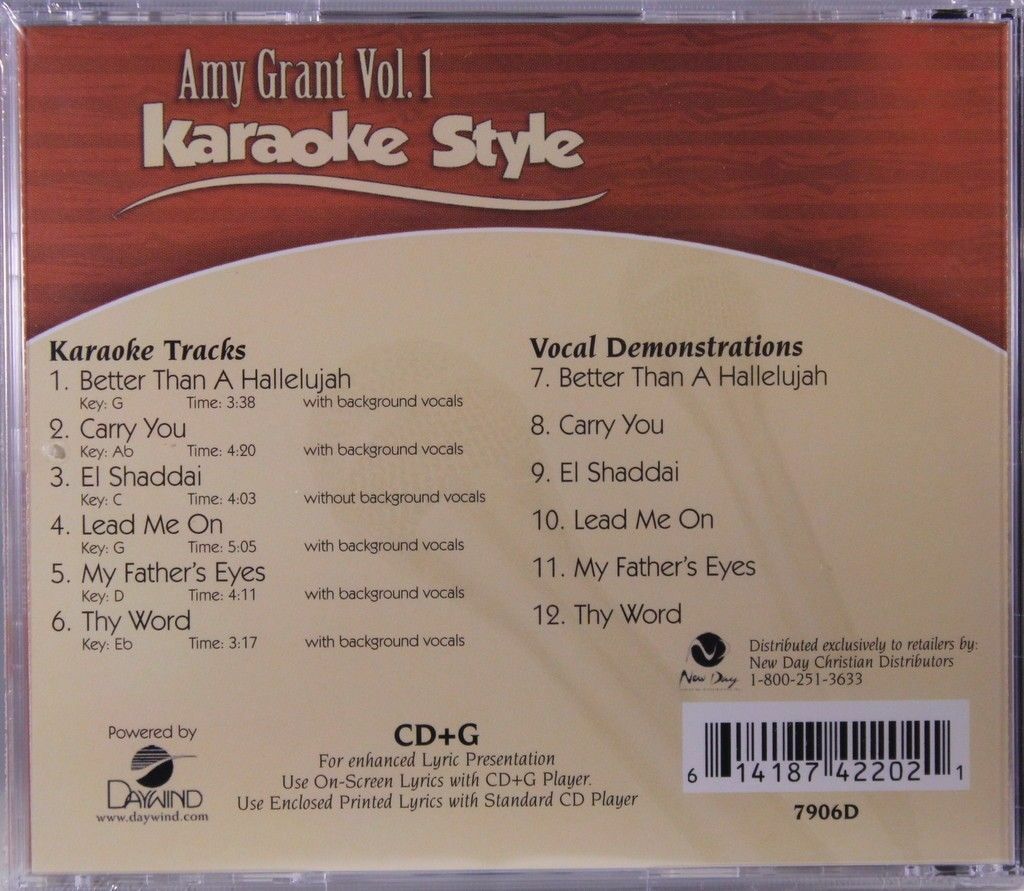 Amy Grant Vol. 1
Karaoke Style
Karaoke Tracks
1. Better Than A Hallelujah
Key: G Time: 3:38 with background vocals
2. Carry You
Key: Ab Time: 4:20 with background vocals
3. El Shaddai
Key: C Time: 4:03 without background vocals
4. Lead Me On
Key: G Time: 5:05 with background vocals
5. My Father's Eyes
Key: D Time: 4:11 with background vocals
6. Thy Word
Key: Eb Time: 3:17 with background vocals
Vocal Demonstrations
7. Better Than A Hallelujah
8. Carry You
9. El Shaddai
10. Lead Me On
11. My Father's Eyes
12. Thy Word
New Day
Distributed exclusively to retailers by:
New Day Christian Distributors
1-800-251-3633
Powered by
DAYWIND
www.daywind.com
CD+G
For enhanced Lyric Presentation
Use On-Screen Lyrics with CD+G Player.
Use Enclosed Printed Lyrics with Standard CD Player
6 14187 42202 1
7906D